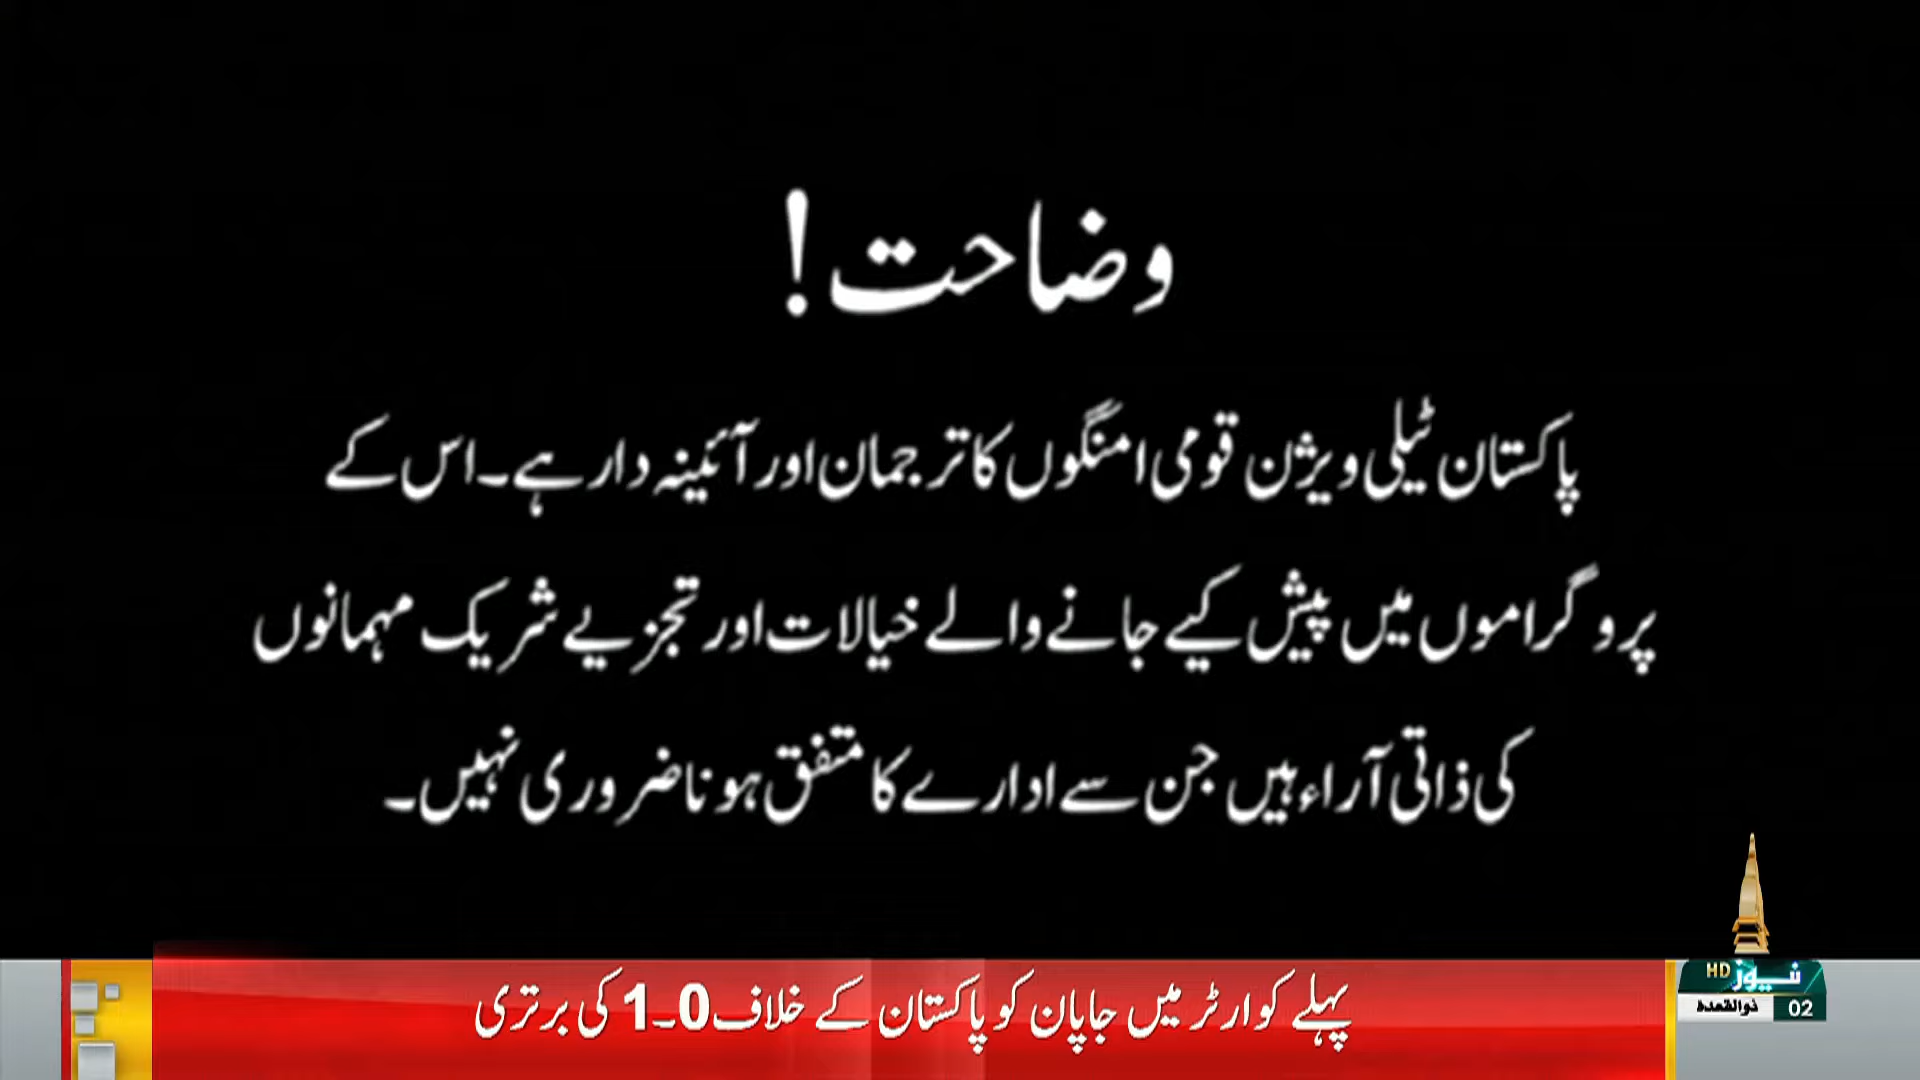 وضاحت!
پاکستان ٹیلی ویژن قومی امنگوں کا ترجمان اور آئینہ دار ہے۔ اس کے
پروگراموں میں پیش کیے جانے والے خیالات اور تجزیے شریک مہمانوں
کی ذاتی آراء ہیں جن سے ادارے کا متفق ہونا ضروری نہیں۔
پہلے کوارٹر میں جاپان کو پاکستان کے خلاف 0۔1 کی برتری
نیوز HD
02 ذوالقعدۃ